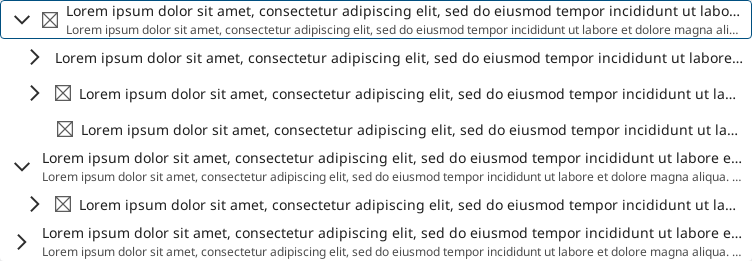 Lorem ipsum dolor sit amet, consectetur adipiscing elit, sed do eiusmod tempor incididunt ut labo...
Lorem ipsum dolor sit amet, consectetur adipiscing elit, sed do eiusmod tempor incididunt ut labore et dolore magna ali...
Lorem ipsum dolor sit amet, consectetur adipiscing elit, sed do eiusmod tempor incididunt ut labore...
Lorem ipsum dolor sit amet, consectetur adipiscing elit, sed do eiusmod tempor incididunt ut la...
Lorem ipsum dolor sit amet, consectetur adipiscing elit, sed do eiusmod tempor incididunt ut la...
Lorem ipsum dolor sit amet, consectetur adipiscing elit, sed do eiusmod tempor incididunt ut labore e...
Lorem ipsum dolor sit amet, consectetur adipiscing elit, sed do eiusmod tempor incididunt ut labore et dolore magna aliqua. ...
Lorem ipsum dolor sit amet, consectetur adipiscing elit, sed do eiusmod tempor incididunt ut la...
Lorem ipsum dolor sit amet, consectetur adipiscing elit, sed do eiusmod tempor incididunt ut labore e...
Lorem ipsum dolor sit amet, consectetur adipiscing elit, sed do eiusmod tempor incididunt ut labore et dolore magna aliqua. ...